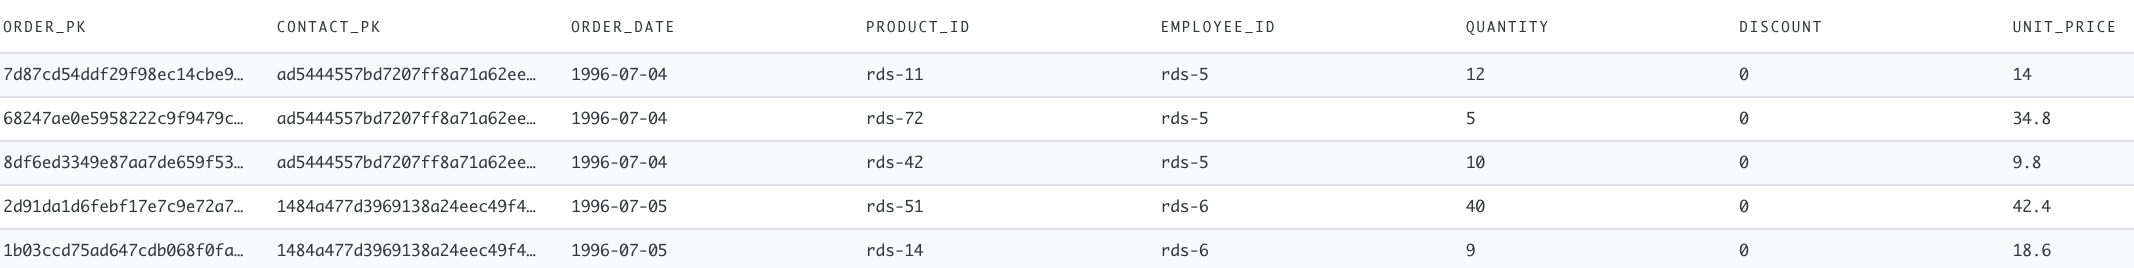 ORDER_PK CONTACT_PK ORDER_DATE PRODUCT_ID EMPLOYEE_ID QUANTITY DISCOUNT UNIT_PRICE
7d87cd54ddf29f98ec14cbe9… ad5444557bd7207ff8a71a62ee… 1996-07-04 rds-11 rds-5 12 0 14
68247ae0e5958222c9f9479c… ad5444557bd7207ff8a71a62ee… 1996-07-04 rds-72 rds-5 5 0 34.8
8df6ed3349e87aa7de659f53… ad5444557bd7207ff8a71a62ee… 1996-07-04 rds-42 rds-5 10 0 9.8
2d91da1d6febf17e7c9e72a7… 1484a477d3969138a24eec49f4… 1996-07-05 rds-51 rds-6 40 0 42.4
1b03ccd75ad647cdb068f0fa… 1484a477d3969138a24eec49f4… 1996-07-05 rds-14 rds-6 9 0 18.6